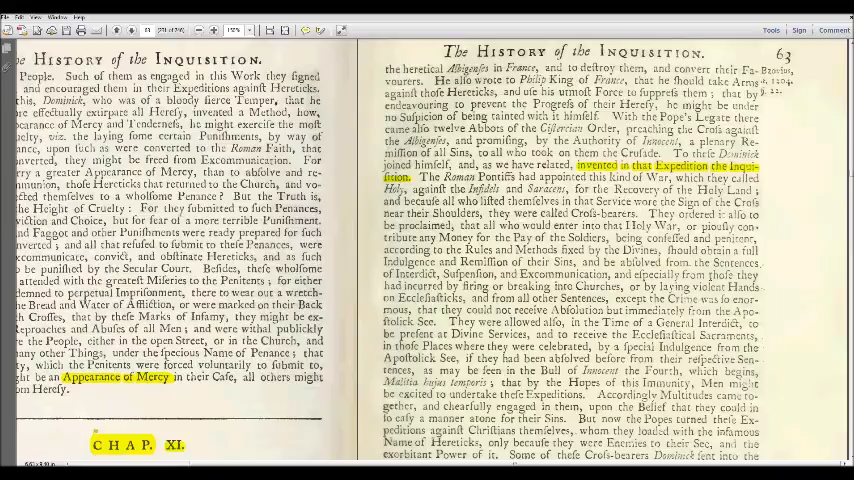 File Edit View Window Help
83 (231 of 746) 150%
Tools Sign Comment
he HISTORY of the INQUISITION.
People. Such of them as engaged in this Work they ſigned
and encouraged them in their Expeditions againſt Hereticks.
this, Dominick, who was of a bloody fierce Temper, that he
re effectually extirpate all Hereſy, invented a Method, how,
pearance of Mercy and Tenderneſs, he might exerciſe the moſt
uelty, viz. the laying ſome certain Puniſhments, by way of
ance, upon ſuch as were converted to the Roman Faith, that
nverted, they might be freed from Excommunication. For
ry a greater Appearance of Mercy, than to abſolve and re-
mmunion, thoſe Hereticks that returned to the Church, and vo-
jected themſelves to a wholſome Penance? But the Truth is,
the Height of Cruelty: For they ſubmitted to ſuch Penances,
viction and Choice, but for fear of a more terrible Puniſhment.
and Faggot and other Puniſhments were ready prepared for ſuch
nverted; and all that refuſed to ſubmit to theſe Penances, were
xcommunicate, convict, and obſtinate Hereticks, and as ſuch
o be puniſhed by the Secular Court. Beſides, theſe wholſome
attended with the greateſt Miſeries to the Penitents; for either
demned to perpetual Impriſonment, there to wear out a wretch-
he Bread and Water of Affliction, or were marked on their Back
h Croſſes, that by theſe Marks of Infamy, they might be ex-
Reproaches and Abuſes of all Men; and were withal publickly
re the People, either in the open Street, or in the Church, and
many other Things, under the ſpecious Name of Penance; that
ty, which the Penitents were forced voluntarily to ſubmit to,
ght be an Appearance of Mercy in their Caſe, all others might
om Hereſy.
CHAP. XI.
The HISTORY of the INQUISITION. 63
the heretical Albigenſes in France, and to deſtroy them, and convert their Fa- Bzovius,
vourers. He alſo wrote to Philip King of France, that he ſhould take Arms a. 1204.
againſt thoſe Hereticks, and uſe his utmoſt Force to ſuppreſs them; that by §. 22.
endeavouring to prevent the Progreſs of their Hereſy, he might be under
no Suſpicion of being tainted with it himſelf. With the Pope's Legate there
came alſo twelve Abbots of the Ciſtercian Order, preaching the Croſs againſt
the Albigenſes, and promiſing, by the Authority of Innocent, a plenary Re-
miſſion of all Sins, to all who took on them the Cruſade. To theſe Dominick
joined himſelf, and, as we have related, invented in that Expedition the Inqui-
ſition. The Roman Pontiffs had appointed this kind of War, which they called
Holy, againſt the Infidels and Saracens, for the Recovery of the Holy Land;
and becauſe all who liſted themſelves in that Service wore the Sign of the Croſs
near their Shoulders, they were called Croſs-bearers. They ordered it alſo to
be proclaimed, that all who would enter into that Holy War, or piouſly con-
tribute any Money for the Pay of the Soldiers, being confeſſed and penitent,
according to the Rules and Methods fixed by the Divines, ſhould obtain a full
Indulgence and Remiſſion of their Sins, and be abſolved from the Sentences
of Interdict, Suſpenſion, and Excommunication, and eſpecially from thoſe they
had incurred by firing or breaking into Churches, or by laying violent Hands
on Eccleſiaſticks, and from all other Sentences, except the Crime was ſo enor-
mous, that they could not receive Abſolution but immediately from the Apo-
ſtolick See. They were allowed alſo, in the Time of a General Interdict, to
be preſent at Divine Services, and to receive the Eccleſiaſtical Sacraments,
in thoſe Places where they were celebrated, by a ſpecial Indulgence from the
Apoſtolick See, if they had been abſolved before from their reſpective Sen-
tences, as may be ſeen in the Bull of Innocent the Fourth, which begins,
Malitia hujus temporis; that by the Hopes of this Immunity, Men might
be excited to undertake theſe Expeditions. Accordingly Multitudes came to-
gether, and chearfully engaged in them, upon the Belief that they could in
ſo eaſy a manner atone for their Sins. But now the Popes turned theſe Ex-
peditions againſt Chriſtians themſelves, whom they loaded with the infamous
Name of Hereticks, only becauſe they were Enemies to their See, and the
exorbitant Power of it. Some of theſe Croſs-bearers Dominick ſent into the